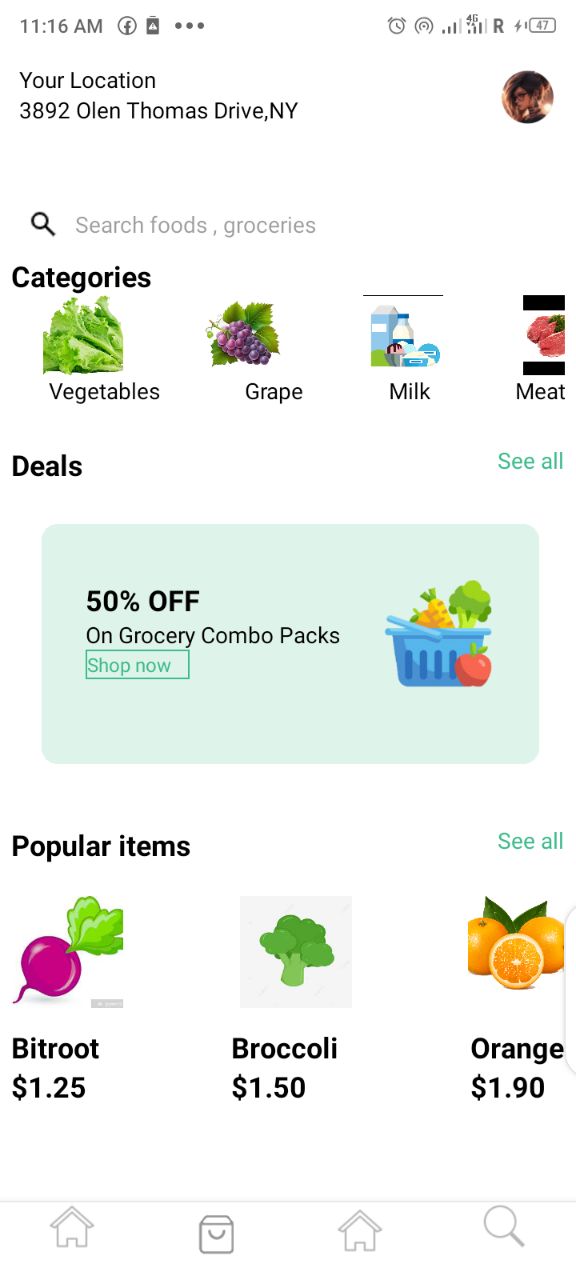 11:16 AM
4G R 47
Your Location
3892 Olen Thomas Drive,NY
Search foods , groceries
Categories
Vegetables Grape Milk Meat
Deals See all
50% OFF
On Grocery Combo Packs
Shop now
Popular items See all
Bitroot Broccoli Orange
$1.25 $1.50 $1.90